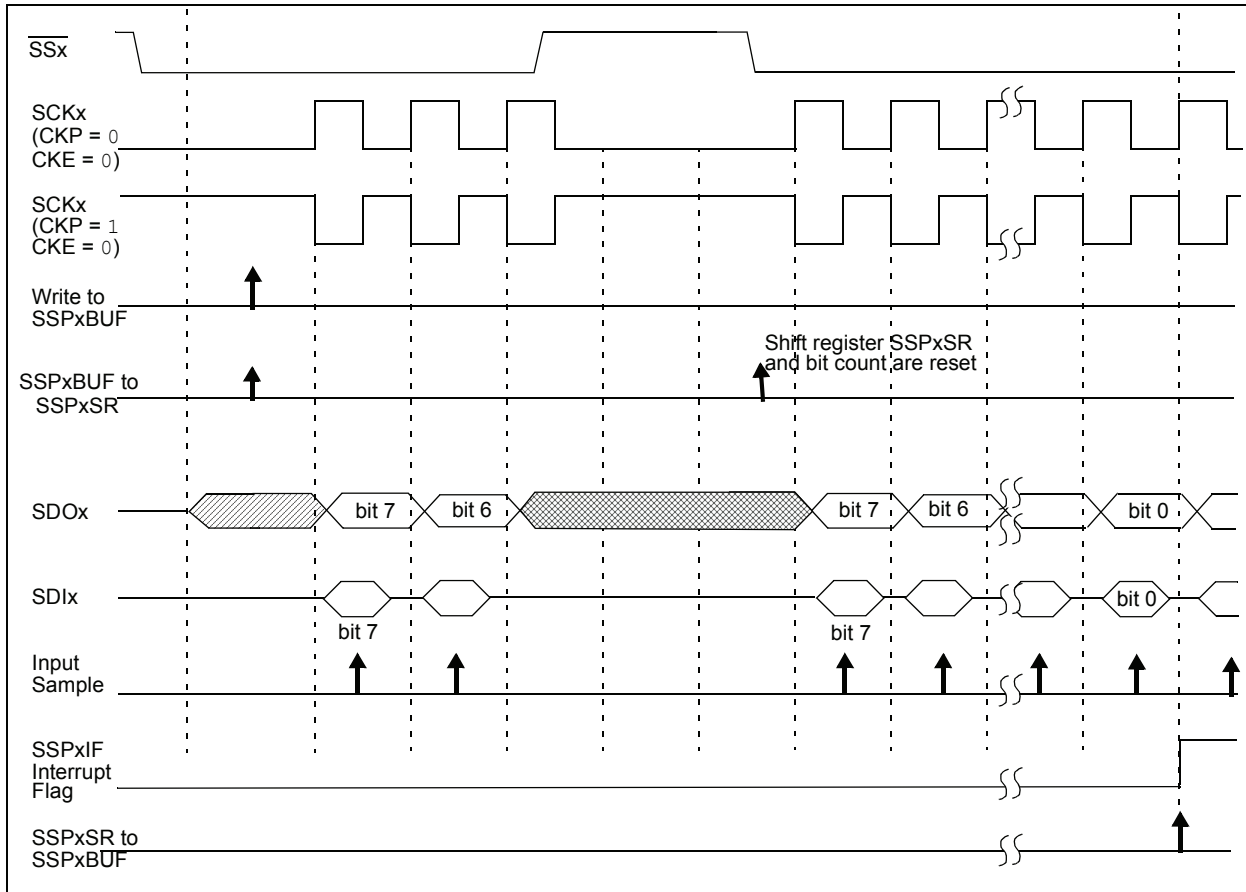 SSx
SCKx
(CKP = 0
CKE = 0)
SCKx
(CKP = 1
CKE = 0)
Write to
SSPxBUF
Shift register SSPxSR
and bit count are reset
SSPxBUF to
SSPxSR
SDOx
bit 7
bit 6
bit 7
bit 6
bit 0
SDIx
bit 0
bit 7
bit 7
Input
Sample
SSPxIF
Interrupt
Flag
SSPxSR to
SSPxBUF